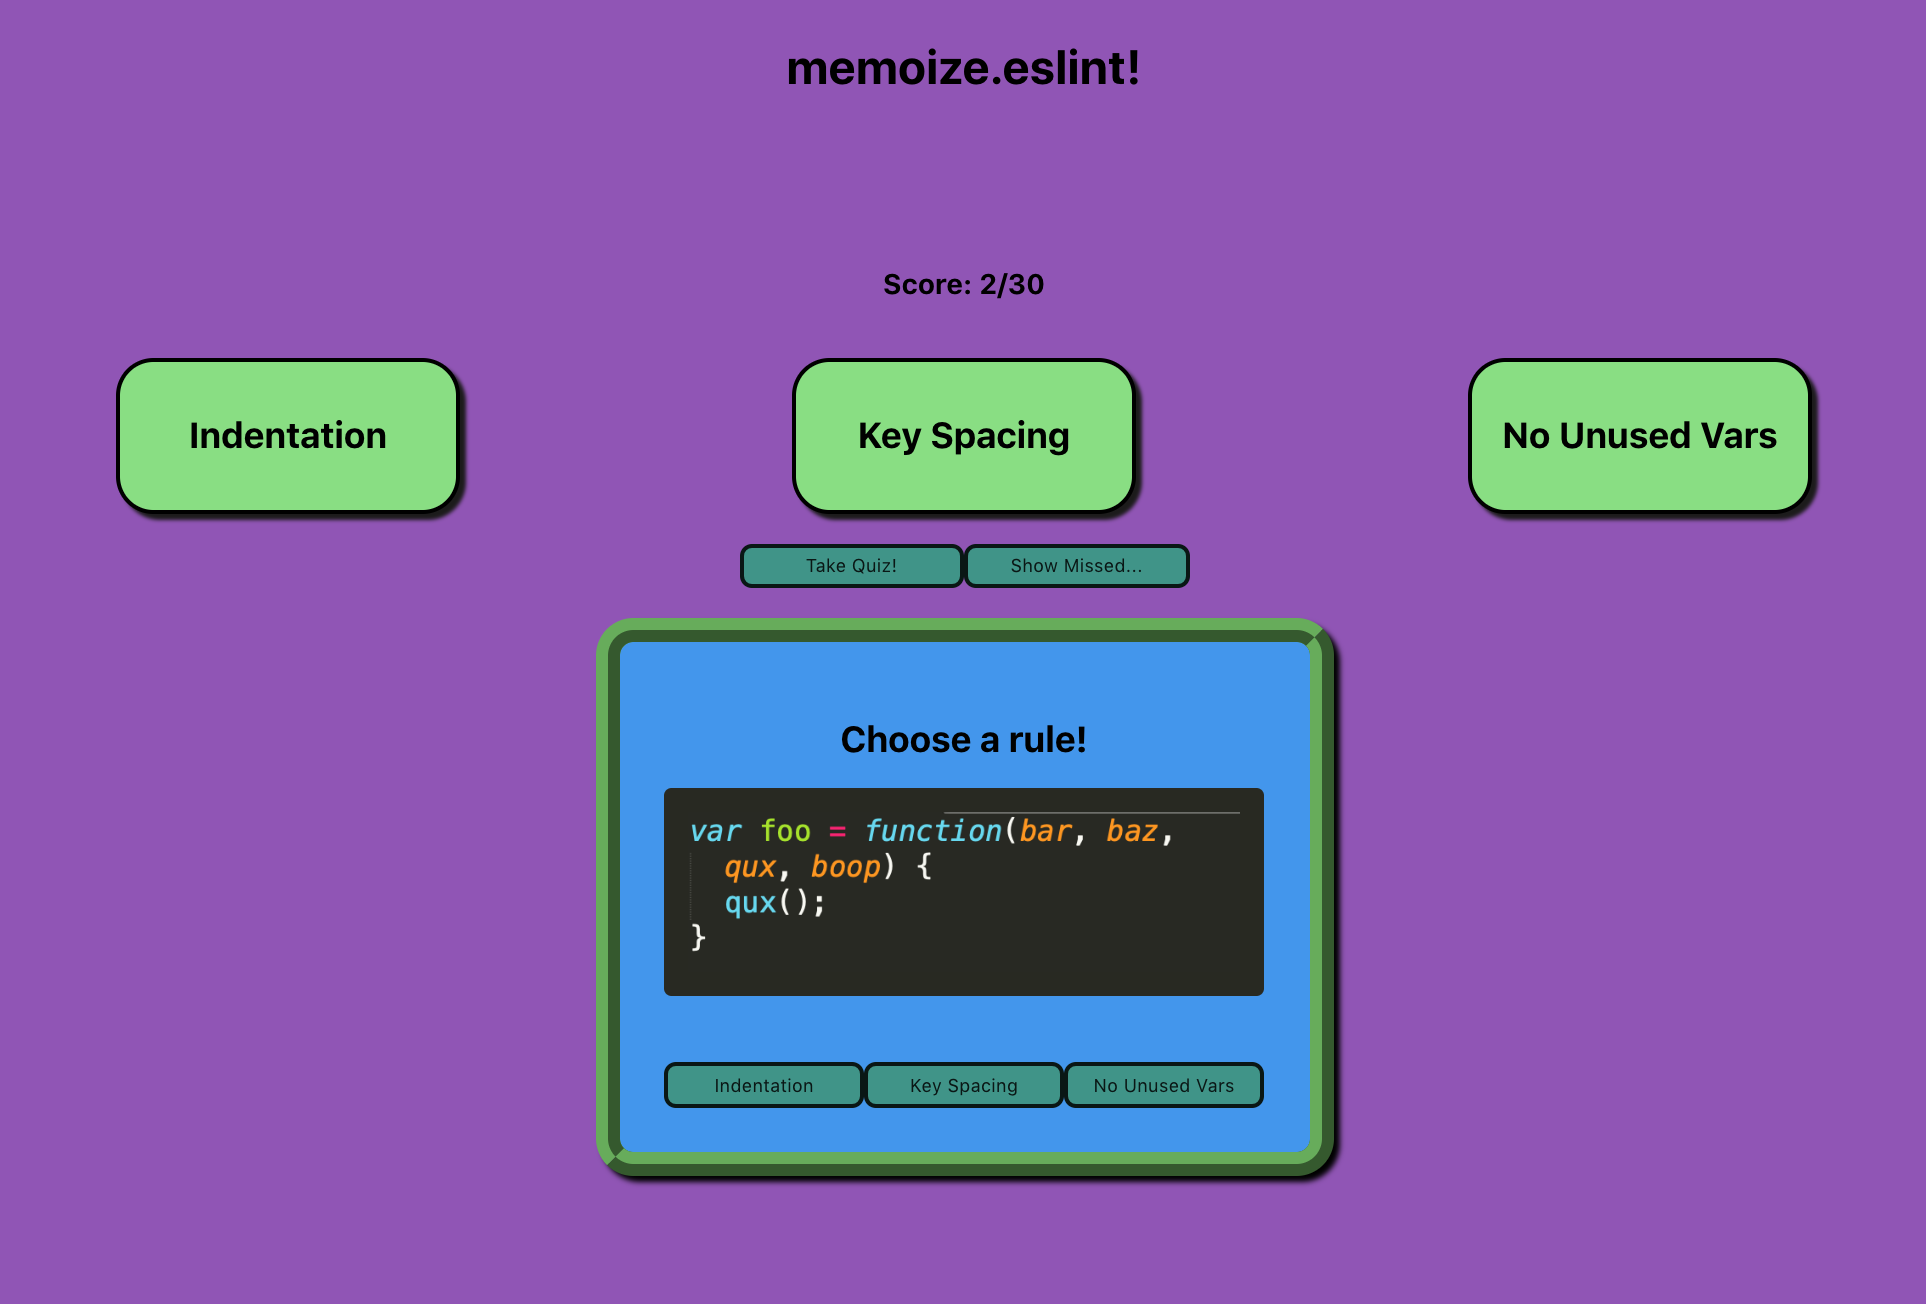 memoize.eslint!
Score: 2/30
Indentation
Key Spacing
No Unused Vars
Take Quiz!
Show Missed...
Choose a rule!
var foo = function(bar, baz,
  qux, boop) {
  qux();
}
Indentation
Key Spacing
No Unused Vars